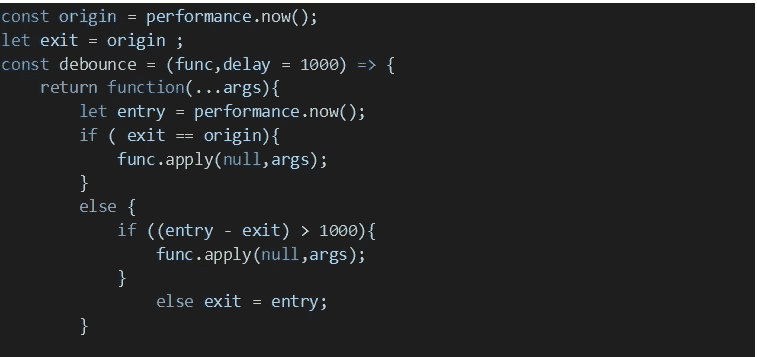 const origin = performance.now();
let exit = origin ;
const debounce = (func,delay = 1000) => {
    return function(...args){
        let entry = performance.now();
        if ( exit == origin){
            func.apply(null,args);
        }
        else {
            if ((entry - exit) > 1000){
                func.apply(null,args);
            }
                else exit = entry;
        }